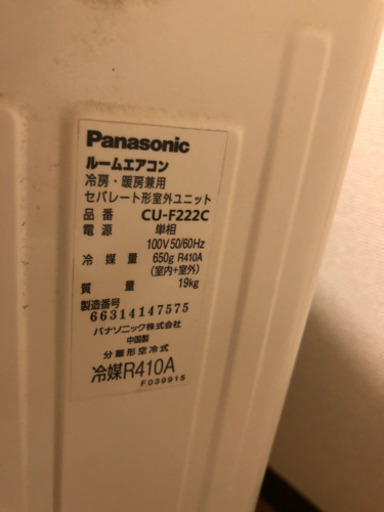 Panasonic
ルームエアコン
冷房・暖房兼用
セパレート形室外ユニット
品番 CU-F222C
電源 単相
100V 50/60Hz
冷媒量 650g R410A
(室内+室外)
質量 19kg
製造番号
66314147575
パナソニック株式会社
中国製
分離形空冷式
冷媒R410A
F039915